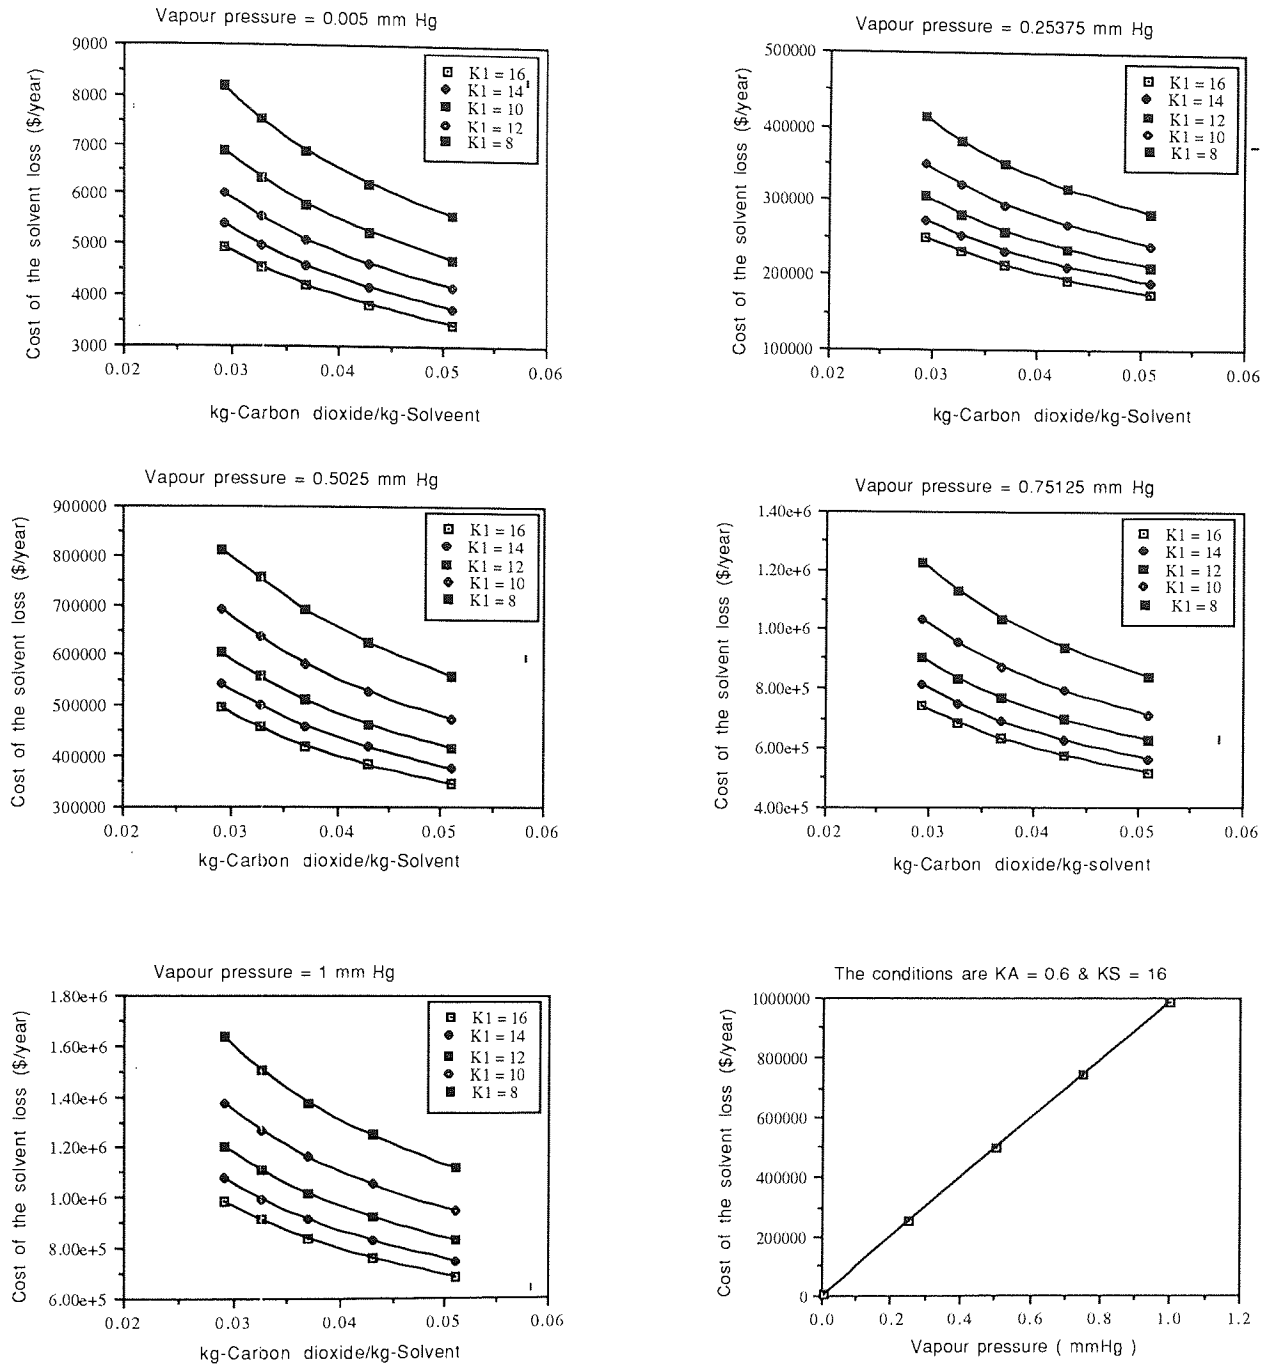 Vapour pressure = 0.005 mm Hg
Cost of the solvent loss ($/year)
9000
8000
7000
6000
5000
4000
3000
K1 = 16
K1 = 14
K1 = 10
K1 = 12
K1 = 8
0.02 0.03 0.04 0.05 0.06
kg-Carbon dioxide/kg-Solveent
Vapour pressure = 0.25375 mm Hg
Cost of the solvent loss ($/year)
500000
400000
300000
200000
100000
K1 = 16
K1 = 14
K1 = 12
K1 = 10
K1 = 8
0.02 0.03 0.04 0.05 0.06
kg-Carbon dioxide/kg-Solvent
Vapour pressure = 0.5025 mm Hg
Cost of the solvent loss ($/year)
900000
800000
700000
600000
500000
400000
300000
K1 = 16
K1 = 14
K1 = 12
K1 = 10
K1 = 8
0.02 0.03 0.04 0.05 0.06
kg-Carbon dioxide/kg-Solvent
Vapour pressure = 0.75125 mm Hg
Cost of the solvent loss ($/year)
1.40e+6
1.20e+6
1.00e+6
8.00e+5
6.00e+5
4.00e+5
K1 = 16
K1 = 14
K1 = 12
K1 = 10
K1 = 8
0.02 0.03 0.04 0.05 0.06
kg-Carbon dioxide/kg-solvent
Vapour pressure = 1 mm Hg
Cost of the solvent loss ($/year)
1.80e+6
1.60e+6
1.40e+6
1.20e+6
1.00e+6
8.00e+5
6.00e+5
K1 = 16
K1 = 14
K1 = 12
K1 = 10
K1 = 8
0.02 0.03 0.04 0.05 0.06
kg-Carbon dioxide/kg-Solvent
The conditions are KA = 0.6 & KS = 16
Cost of the solvent loss ($/year)
1000000
800000
600000
400000
200000
0
0.0 0.2 0.4 0.6 0.8 1.0 1.2
Vapour pressure ( mmHg )